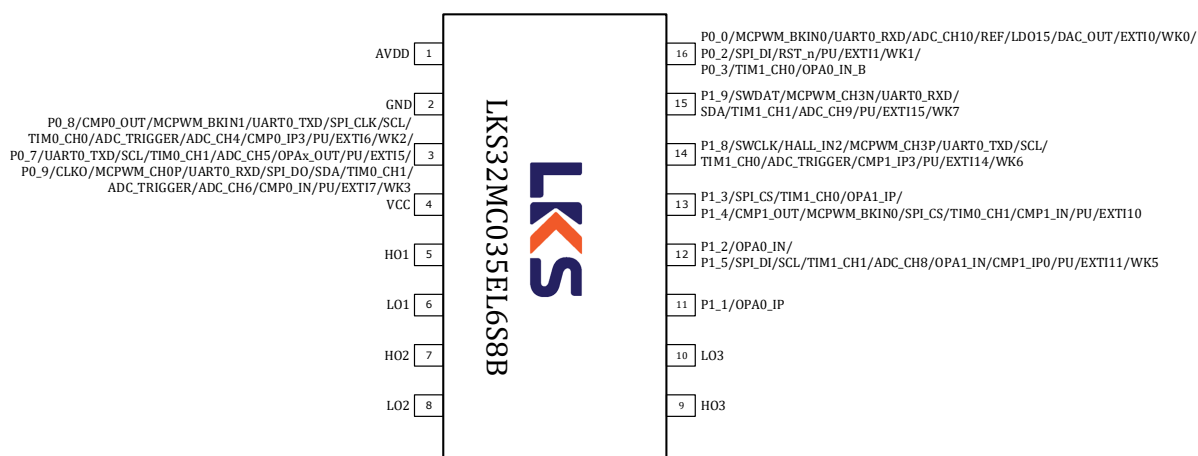 AVDD 1
GND 2
P0_8/CMP0_OUT/MCPWM_BKIN1/UART0_TXD/SPI_CLK/SCL/
TIM0_CH0/ADC_TRIGGER/ADC_CH4/CMP0_IP3/PU/EXTI6/WK2/
P0_7/UART0_TXD/SCL/TIM0_CH1/ADC_CH5/OPAx_OUT/PU/EXTI5/ 3
P0_9/CLKO/MCPWM_CH0P/UART0_RXD/SPI_DO/SDA/TIM0_CH1/
ADC_TRIGGER/ADC_CH6/CMP0_IN/PU/EXTI7/WK3
VCC 4
HO1 5
LO1 6
HO2 7
LO2 8
LKS32MC035EL6S8B
LKS
P0_0/MCPWM_BKIN0/UART0_RXD/ADC_CH10/REF/LDO15/DAC_OUT/EXTI0/WK0/
16 P0_2/SPI_DI/RST_n/PU/EXTI1/WK1/
P0_3/TIM1_CH0/OPA0_IN_B
15 P1_9/SWDAT/MCPWM_CH3N/UART0_RXD/
SDA/TIM1_CH1/ADC_CH9/PU/EXTI15/WK7
14 P1_8/SWCLK/HALL_IN2/MCPWM_CH3P/UART0_TXD/SCL/
TIM1_CH0/ADC_TRIGGER/CMP1_IP3/PU/EXTI14/WK6
13 P1_3/SPI_CS/TIM1_CH0/OPA1_IP/
P1_4/CMP1_OUT/MCPWM_BKIN0/SPI_CS/TIM0_CH1/CMP1_IN/PU/EXTI10
12 P1_2/OPA0_IN/
P1_5/SPI_DI/SCL/TIM1_CH1/ADC_CH8/OPA1_IN/CMP1_IP0/PU/EXTI11/WK5
11 P1_1/OPA0_IP
10 LO3
9 HO3